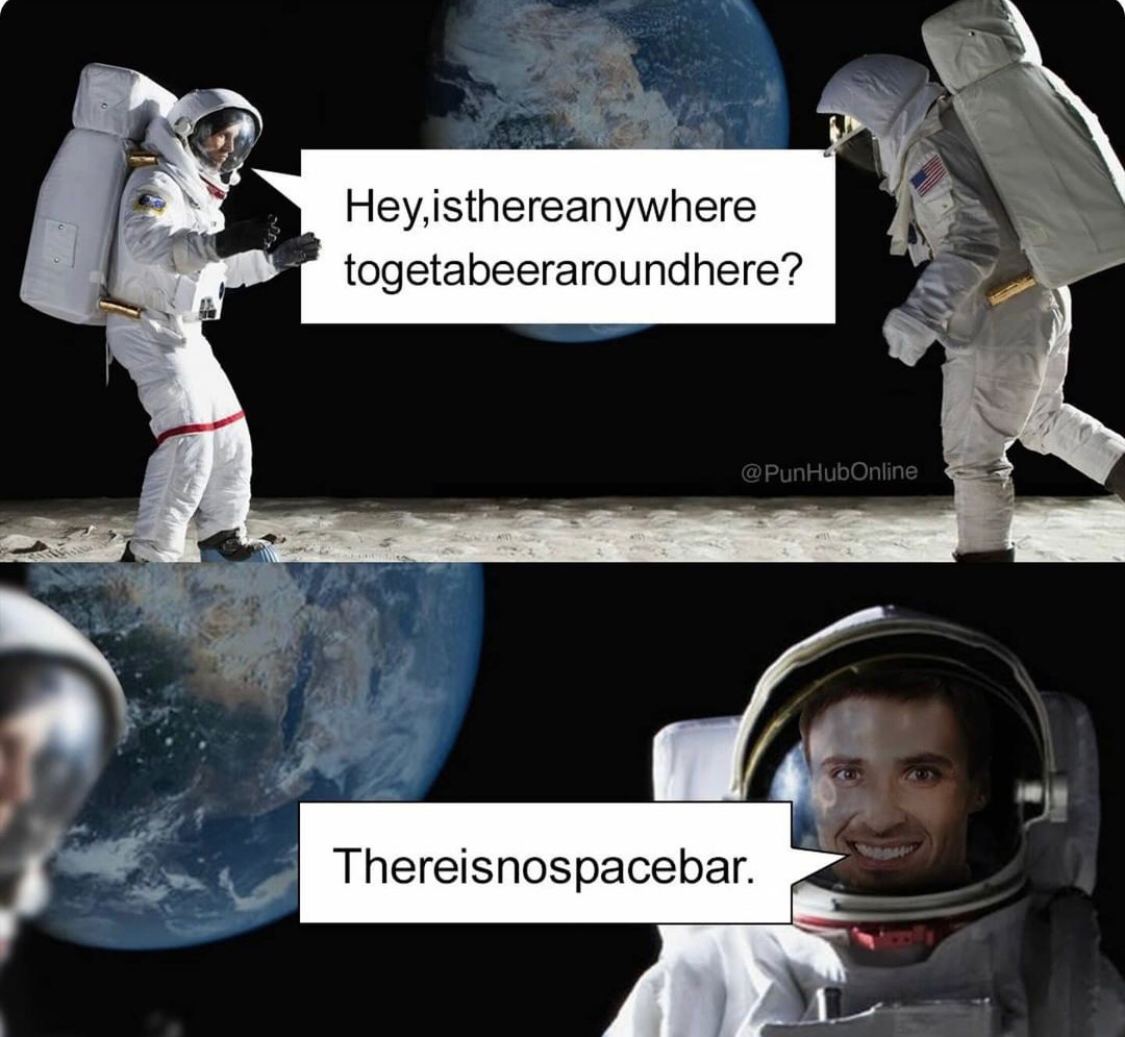 Hey,isthereanywhere
togetabeeraroundhere?
@PunHubOnline
Thereisnospacebar.